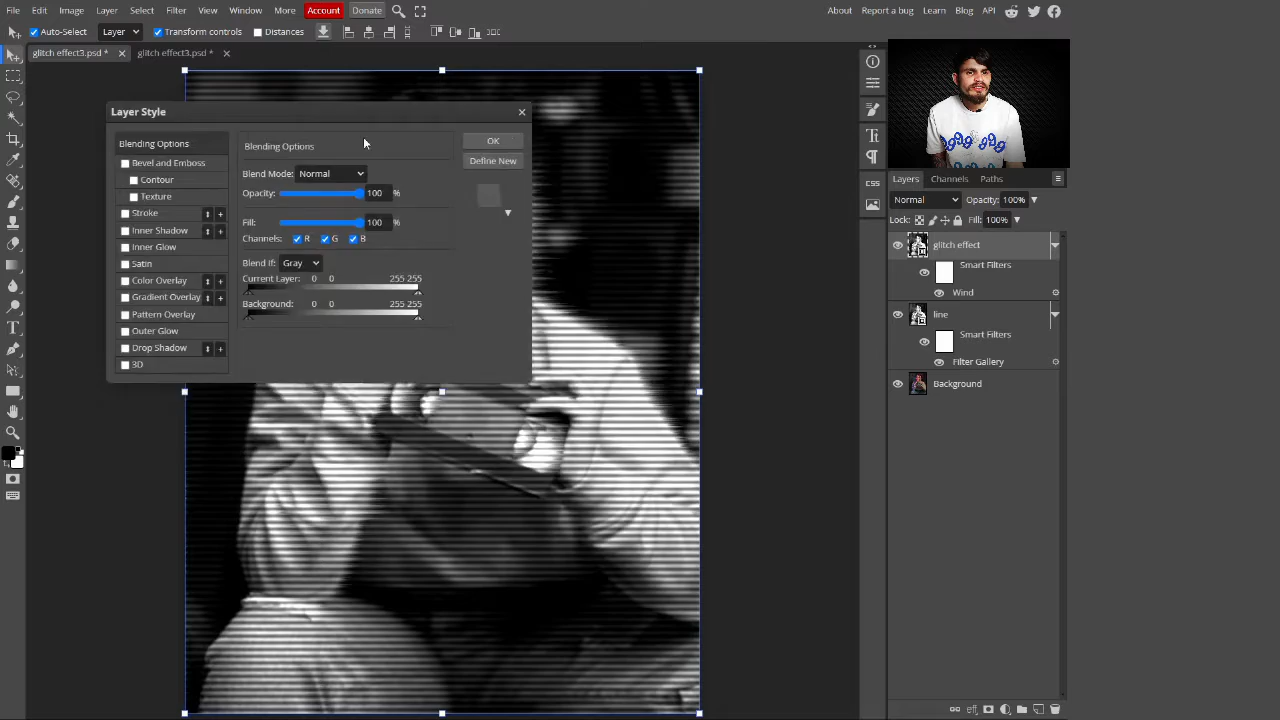 File Edit Image Layer Select Filter View Window More Account Donate About Report a bug Learn Blog API
Auto-Select Layer Transform controls Distances
glitch effect3.psd * glitch effect3.psd *
Layer Style
Blending Options
Bevel and Emboss
Contour
Texture
Stroke +
Inner Shadow +
Inner Glow
Satin
Color Overlay +
Gradient Overlay +
Pattern Overlay
Outer Glow
Drop Shadow +
3D
Blending Options
Blend Mode: Normal
Opacity: 100 %
Fill: 100 %
Channels: R G B
Blend If: Gray
Current Layer: 0 0 255 255
Background: 0 0 255 255
OK
Define New
css
Layers Channels Paths
Normal Opacity: 100%
Lock: Fill: 100%
glitch effect
Smart Filters
Wind
line
Smart Filters
Filter Gallery
Background
eff